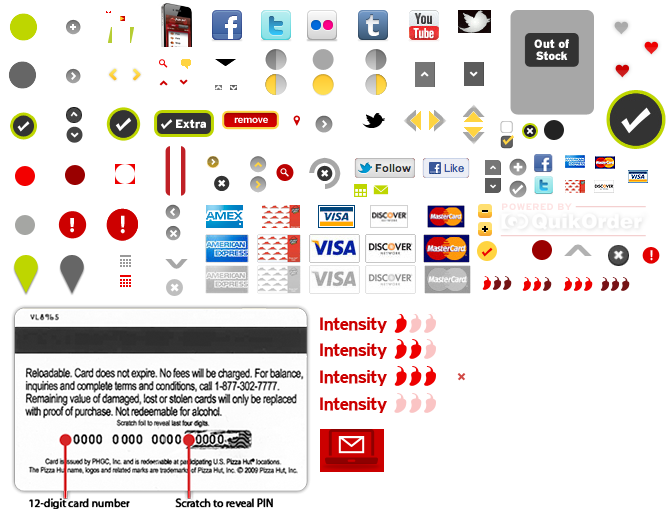 f
t
t
You
Tube
Out of
Stock
Extra
remove
Follow
f Like
f
t
AMERICAN
EXPRESS
MasterCard
VISA
DISCOVER
POWERED BY
QuikOrder
AMEX
VISA
DISCOVER
NETWORK
MasterCard
AMERICAN
EXPRESS
VISA
DISCOVER
NETWORK
MasterCard
AMERICAN
EXPRESS
VISA
DISCOVER
NETWORK
MasterCard
VL8965
Reloadable. Card does not expire. No fees will be charged. For balance,
inquiries and complete terms and conditions, call 1-877-302-7777.
Remaining value of damaged, lost or stolen cards will only be replaced
with proof of purchase. Not redeemable for alcohol.
Scratch foil to reveal last four digits.
0000 0000 0000 0000
Card is issued by PHGC, Inc. and is redeemable at participating U.S. Pizza Hut® locations.
The Pizza Hut name, logos and related marks are trademarks of Pizza Hut, Inc. © 2009 Pizza Hut, Inc.
12-digit card number
Scratch to reveal PIN
Intensity
Intensity
Intensity
Intensity